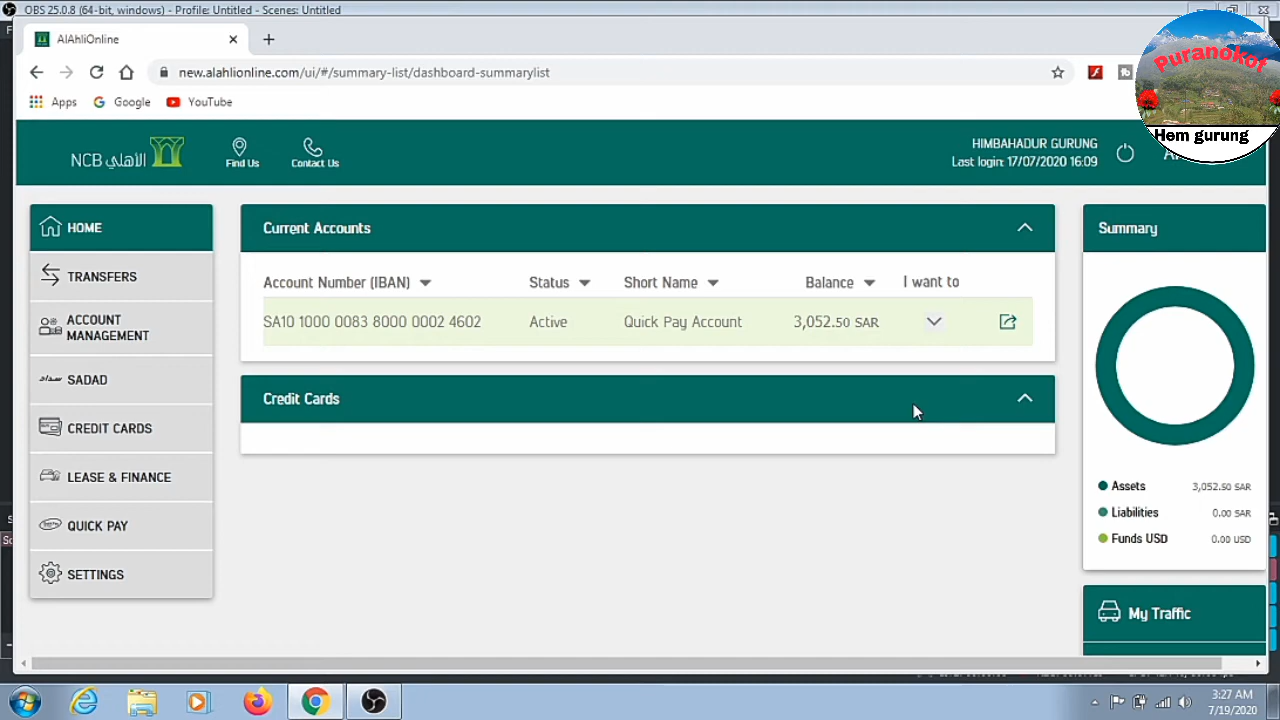 OBS 25.0.8 (64-bit, windows) - Profile: Untitled - Scenes: Untitled
AlAhliOnline
new.alahlionline.com/ui/#/summary-list/dashboard-summarylist
Apps Google YouTube
Puranokot
Hem gurung
NCB الأهلي
Find Us
Contact Us
HIMBAHADUR GURUNG
Last login: 17/07/2020 16:09
HOME
TRANSFERS
ACCOUNT
MANAGEMENT
سداد SADAD
CREDIT CARDS
LEASE & FINANCE
QUICK PAY
SETTINGS
Current Accounts
Account Number (IBAN) Status Short Name Balance I want to
SA10 1000 0083 8000 0002 4602 Active Quick Pay Account 3,052.50 SAR
Credit Cards
Summary
Assets 3,052.50 SAR
Liabilities 0.00 SAR
Funds USD 0.00 USD
My Traffic
3:27 AM
7/19/2020